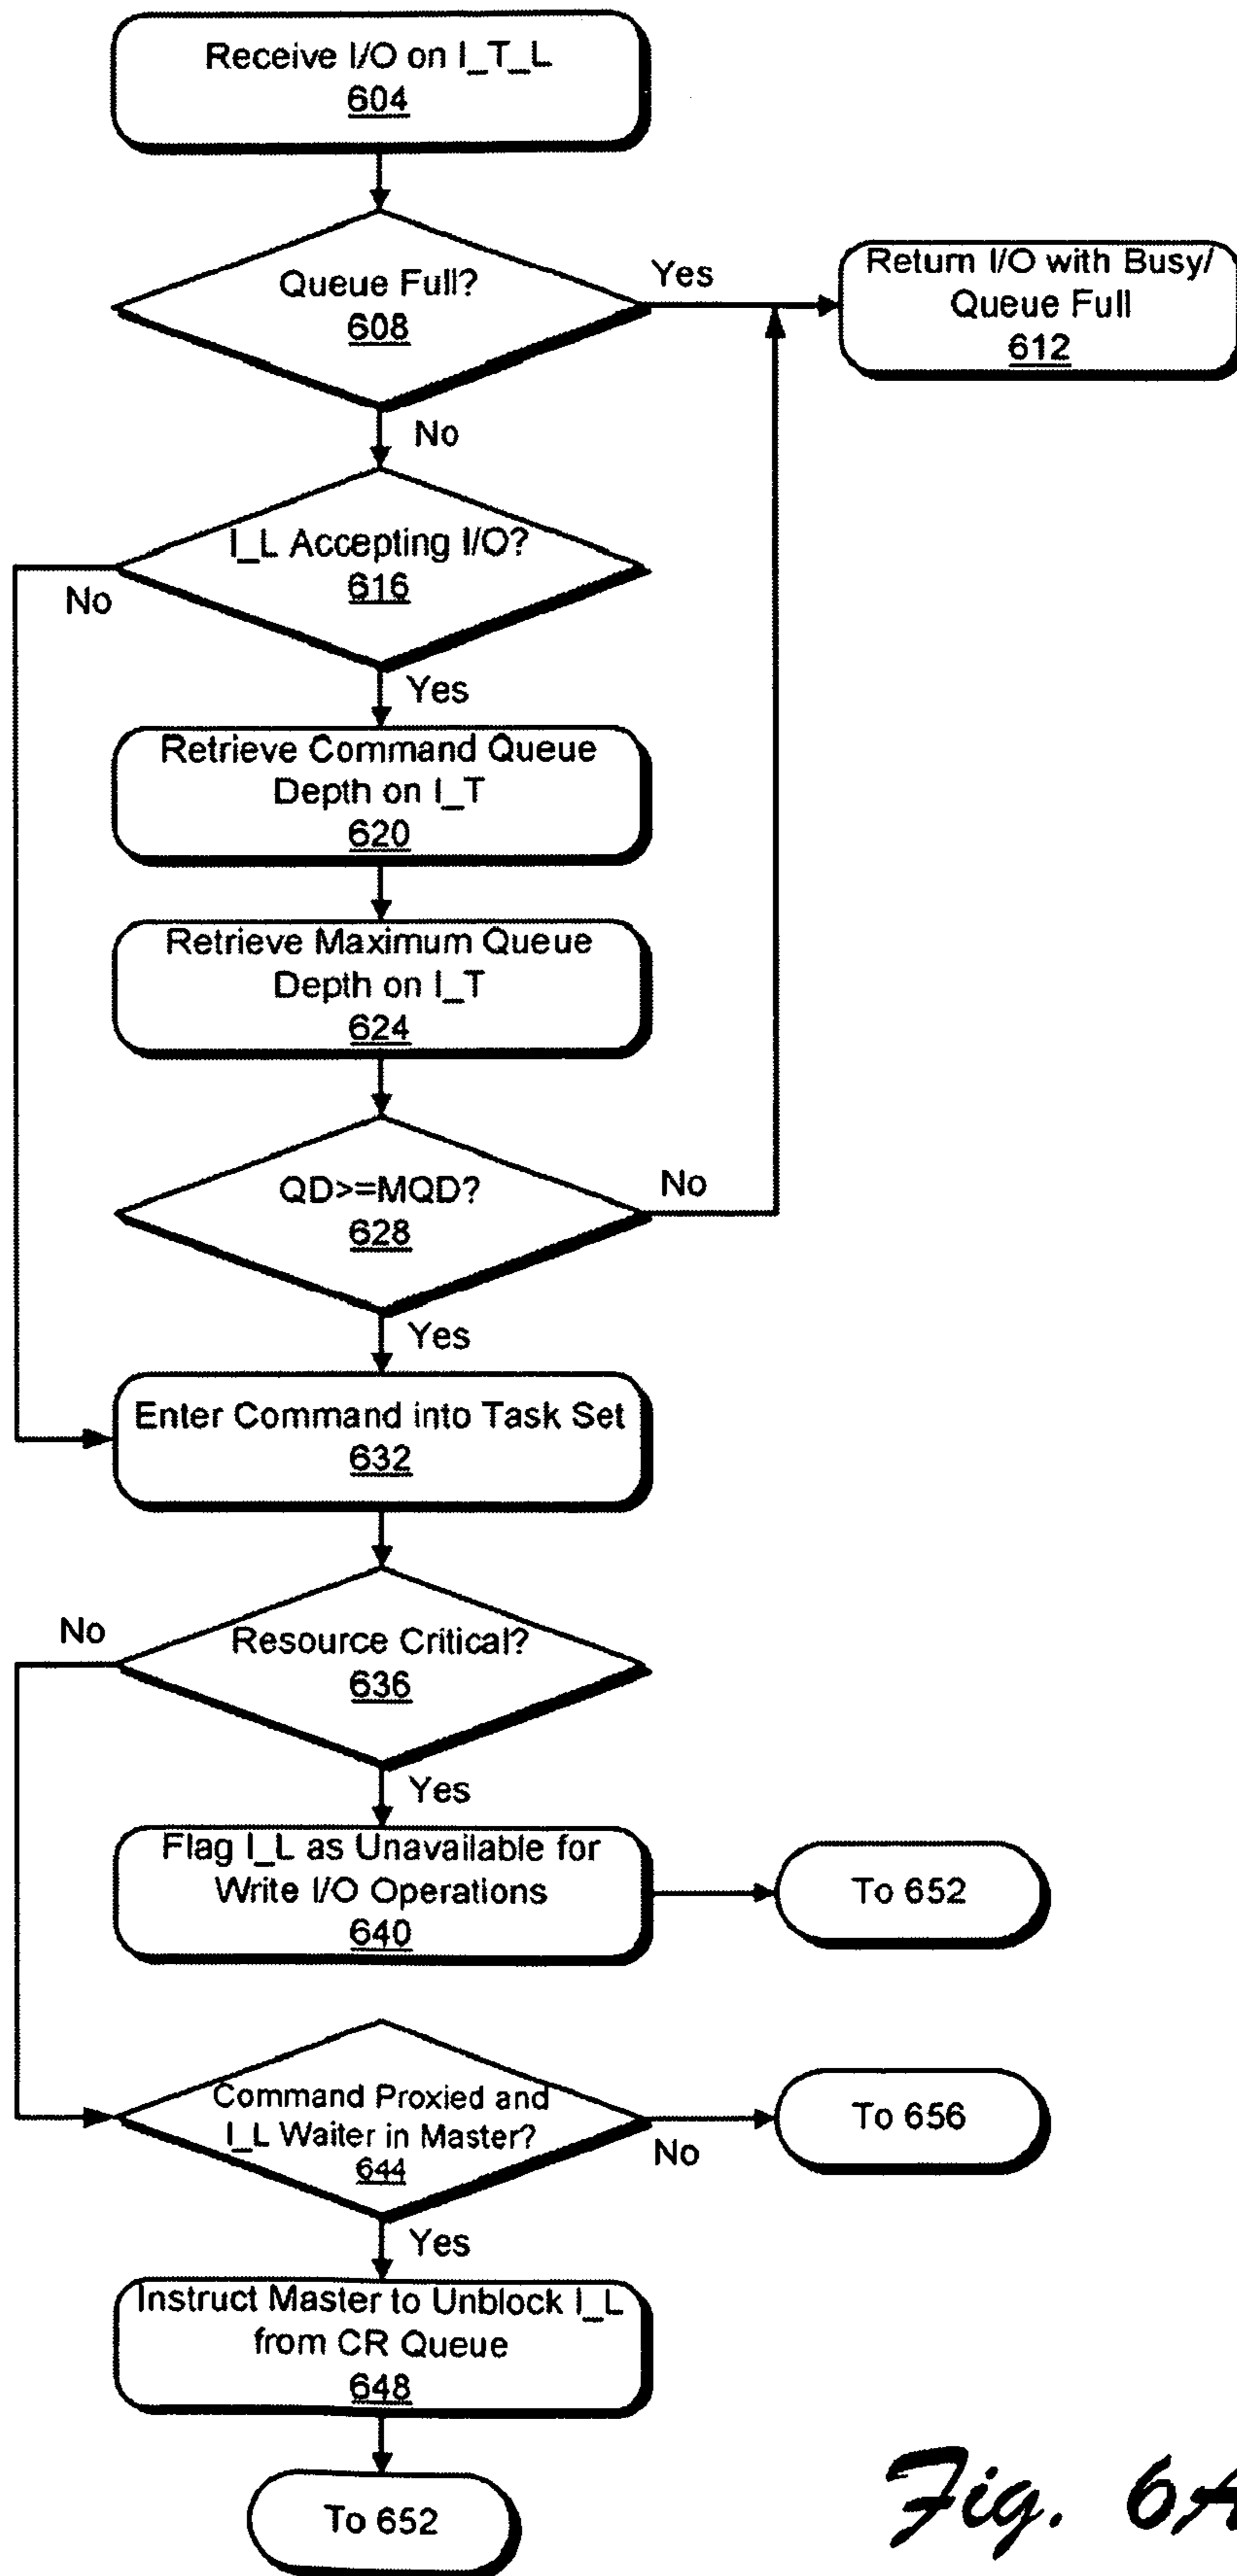 Receive I/O on I_T_L
604
Queue Full?
608
Yes
Return I/O with Busy/
Queue Full
612
No
I_L Accepting I/O?
616
No
Yes
Retrieve Command Queue
Depth on I_T
620
Retrieve Maximum Queue
Depth on I_T
624
QD>=MQD?
628
No
Yes
Enter Command into Task Set
632
No
Resource Critical?
636
Yes
Flag I_L as Unavailable for
Write I/O Operations
640
To 652
Command Proxied and
I_L Waiter in Master?
644
No
To 656
Yes
Instruct Master to Unblock I_L
from CR Queue
648
To 652
Fig. 6A